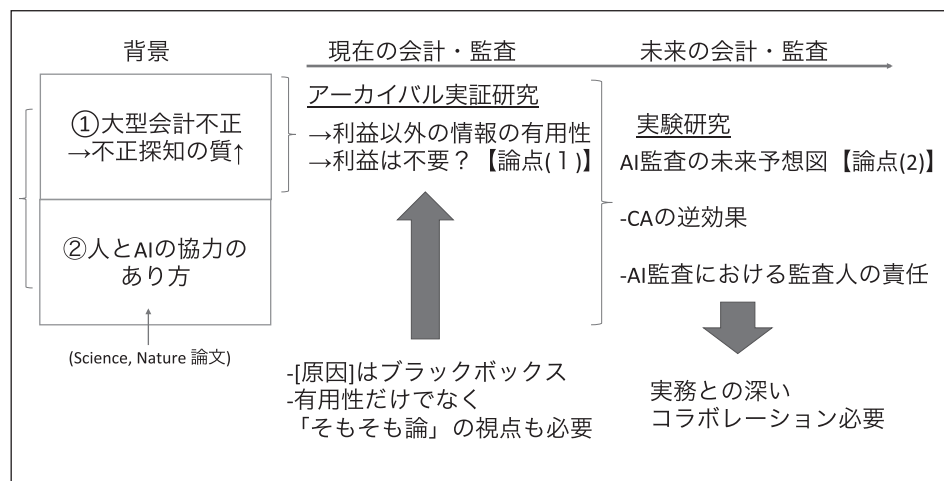 背景
①大型会計不正
→不正探知の質↑
②人とAIの協力の
あり方
(Science, Nature 論文)
現在の会計・監査
アーカイバル実証研究
→利益以外の情報の有用性
→利益は不要？【論点(１)】
-[原因]はブラックボックス
-有用性だけでなく
「そもそも論」の視点も必要
未来の会計・監査
実験研究
AI監査の未来予想図【論点(2)】
-CAの逆効果
-AI監査における監査人の責任
実務との深い
コラボレーション必要